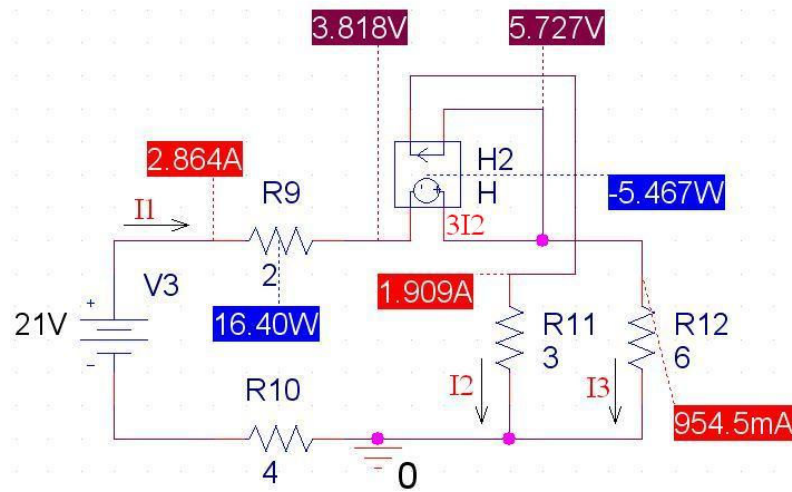 3.818V
5.727V
2.864A
H2
H
-5.467W
I1
R9
3I2
2
1.909A
V3
21V
16.40W
R11
3
R12
6
R10
I2
I3
954.5mA
4
0